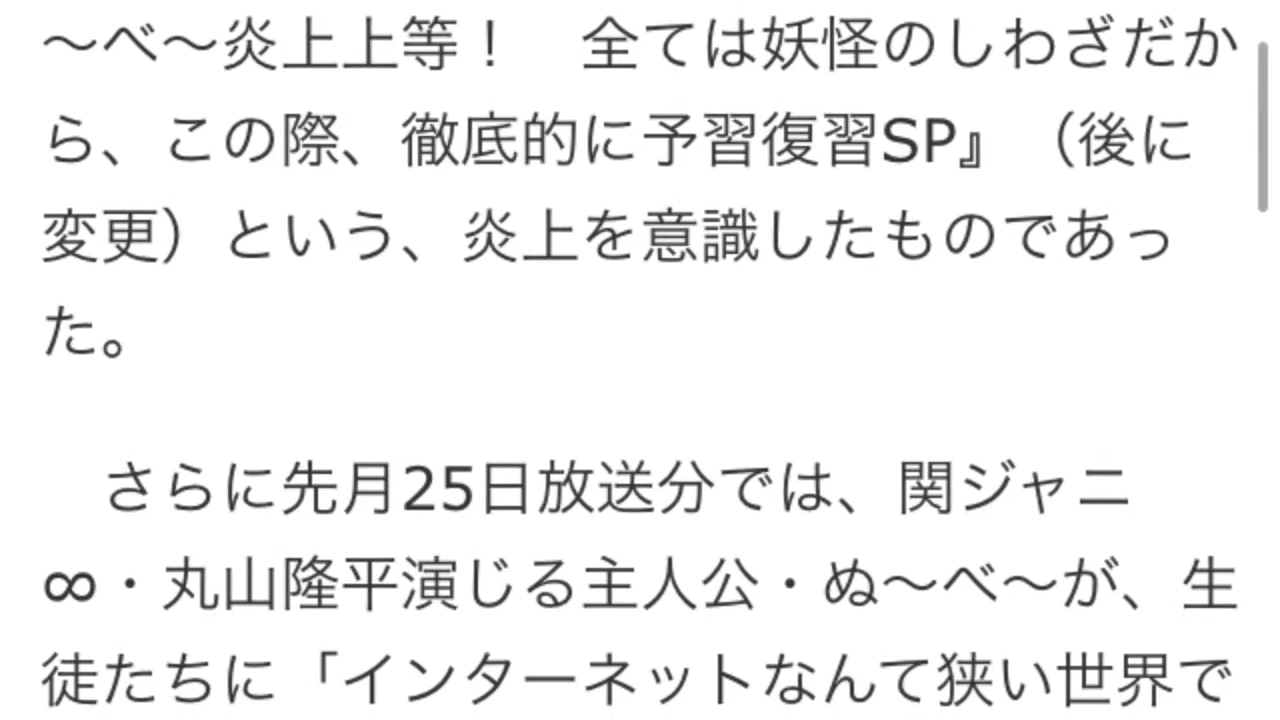 〜べ〜炎上上等！　全ては妖怪のしわざだか
ら、この際、徹底的に予習復習SP』（後に
変更）という、炎上を意識したものであっ
た。
　さらに先月25日放送分では、関ジャニ
∞・丸山隆平演じる主人公・ぬ〜べ〜が、生
徒たちに「インターネットなんて狭い世界で